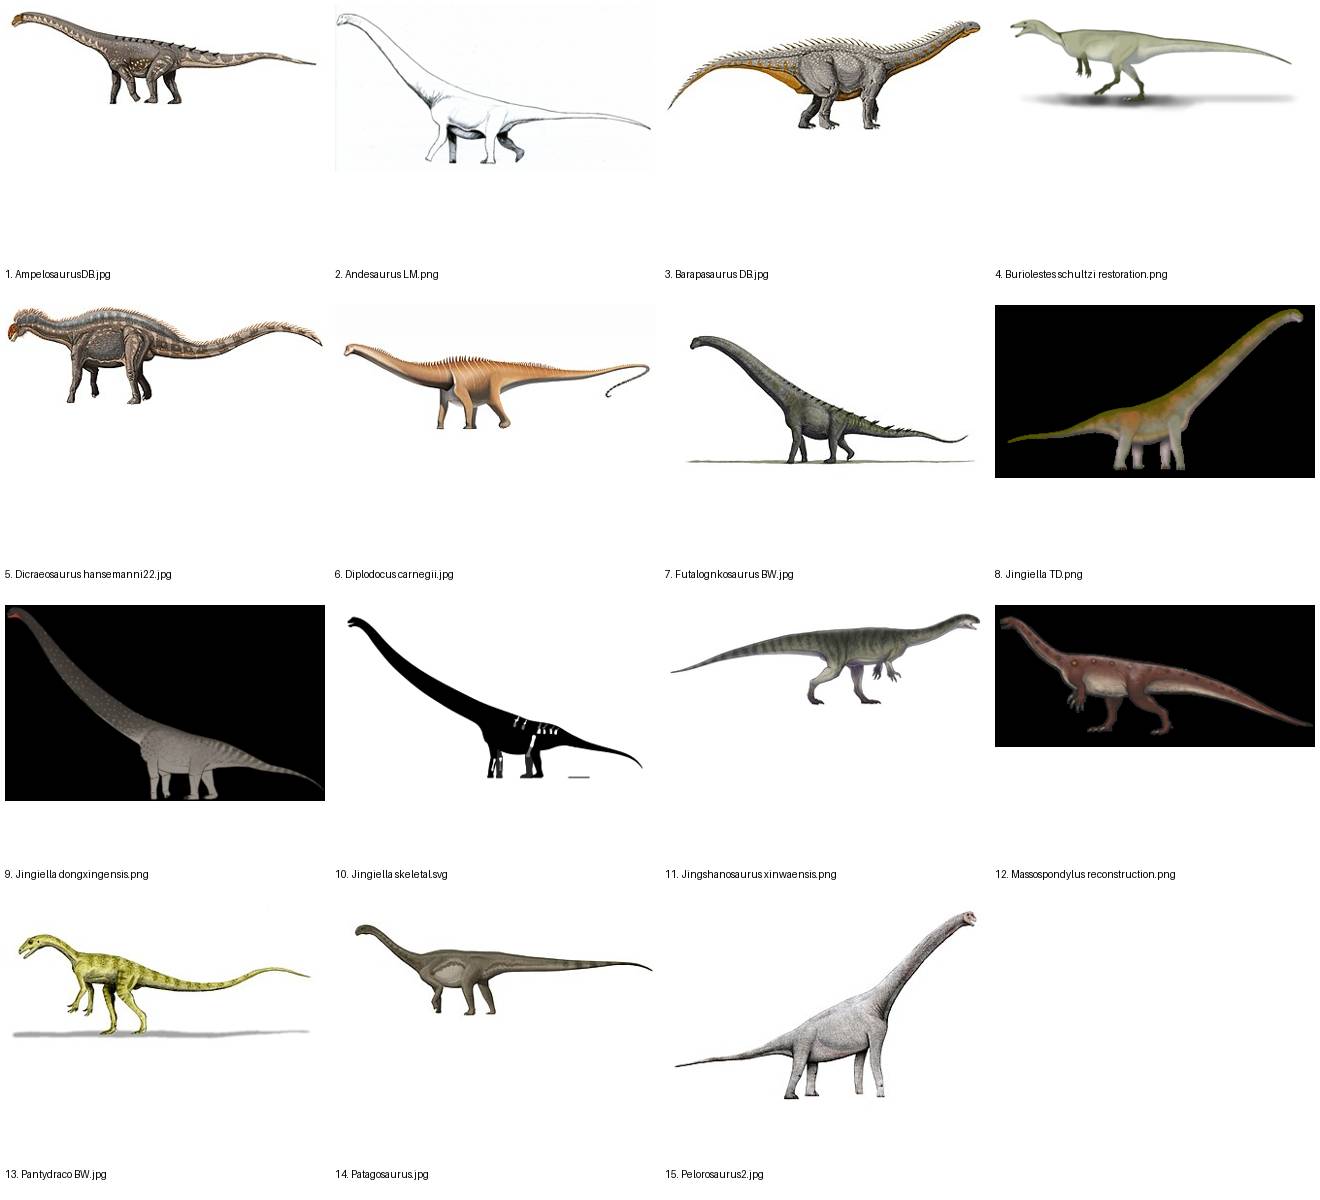 1. AmpelosaurusDB.jpg
2. Andesaurus LM.png
3. Barapasaurus DB.jpg
4. Buriolestes schultzi restoration.png
5. Dicraeosaurus hansemanni22.jpg
6. Diplodocus carnegii.jpg
7. Futalognkosaurus BW.jpg
8. Jingiella TD.png
9. Jingiella dongxingensis.png
10. Jingiella skeletal.svg
11. Jingshanosaurus xinwaensis.png
12. Massospondylus reconstruction.png
13. Pantydraco BW.jpg
14. Patagosaurus.jpg
15. Pelorosaurus2.jpg